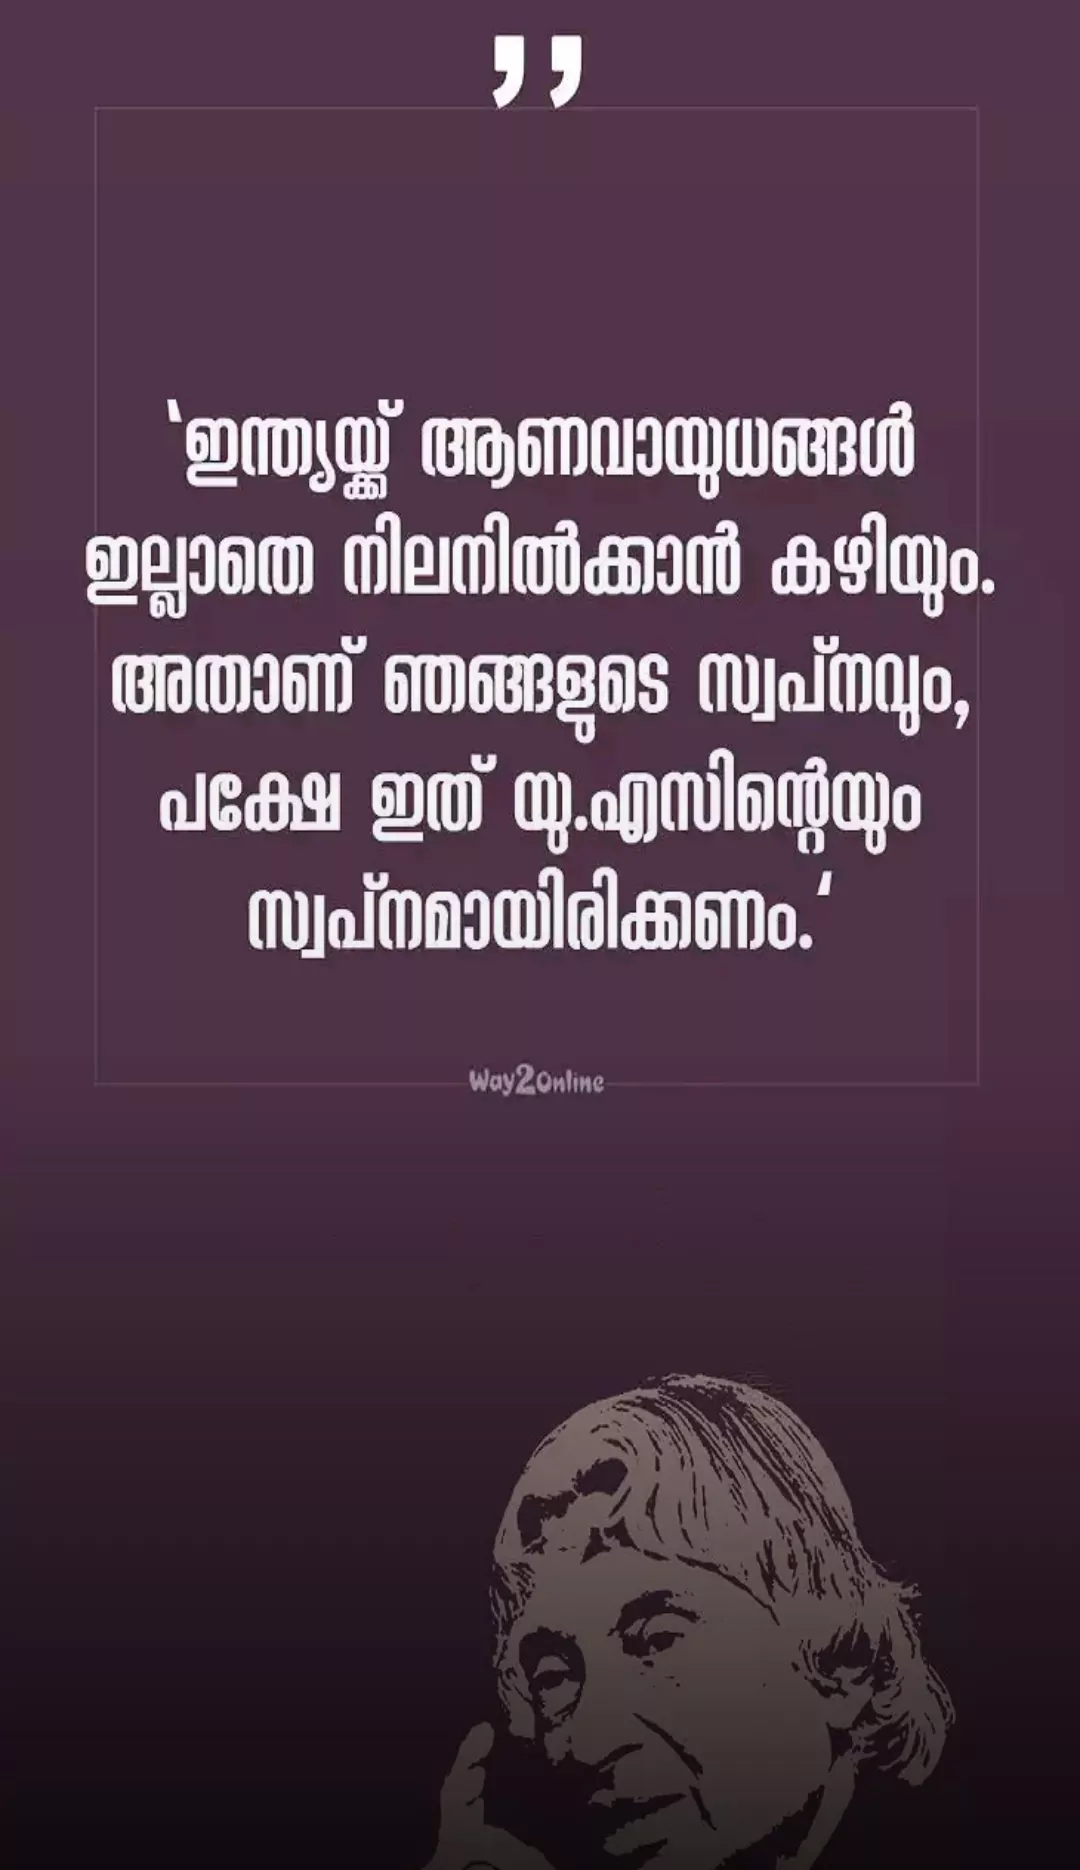 ”
‘ഇന്ത്യയ്ക്ക് ആണവായുധങ്ങൾ
ഇല്ലാതെ നിലനിൽക്കാൻ കഴിയും.
അതാണ് ഞങ്ങളുടെ സ്വപ്നവും,
പക്ഷേ ഇത് യു.എസിന്റെയും
സ്വപ്നമായിരിക്കണം.‘
Way2Online